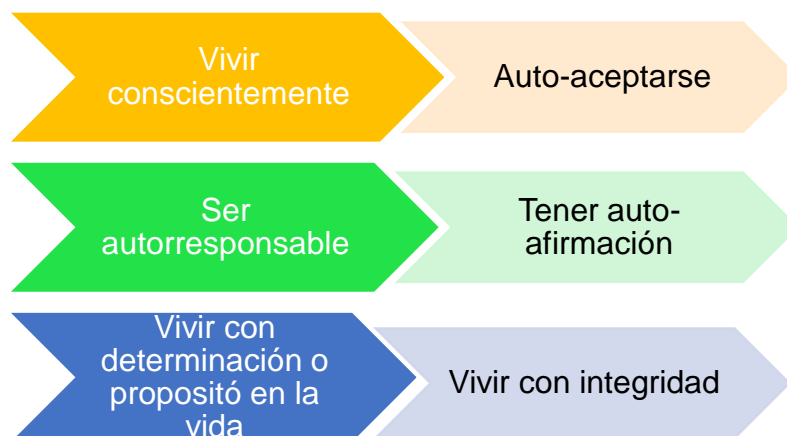 Vivir
conscientemente
Auto-aceptarse
Ser
autorresponsable
Tener auto-
afirmación
Vivir con
determinación o
propositó en la
vida
Vivir con integridad